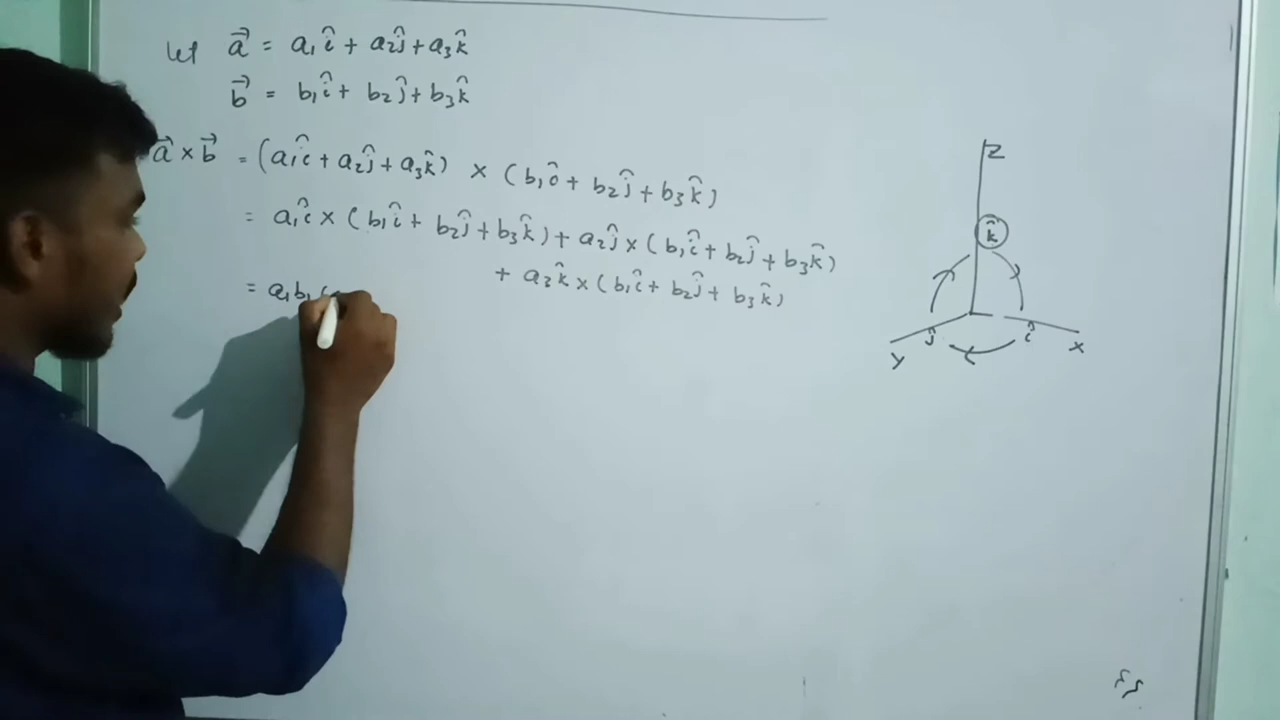 let a⃗ = a₁î + a₂ĵ + a₃k̂
b⃗ = b₁î + b₂ĵ + b₃k̂
a⃗ × b⃗ = (a₁î + a₂ĵ + a₃k̂) × (b₁î + b₂ĵ + b₃k̂)
= a₁î × (b₁î + b₂ĵ + b₃k̂) + a₂ĵ × (b₁î + b₂ĵ + b₃k̂)
+ a₃k̂ × (b₁î + b₂ĵ + b₃k̂)
= a₁b₁(
Z
k̂
ĵ î
Y X